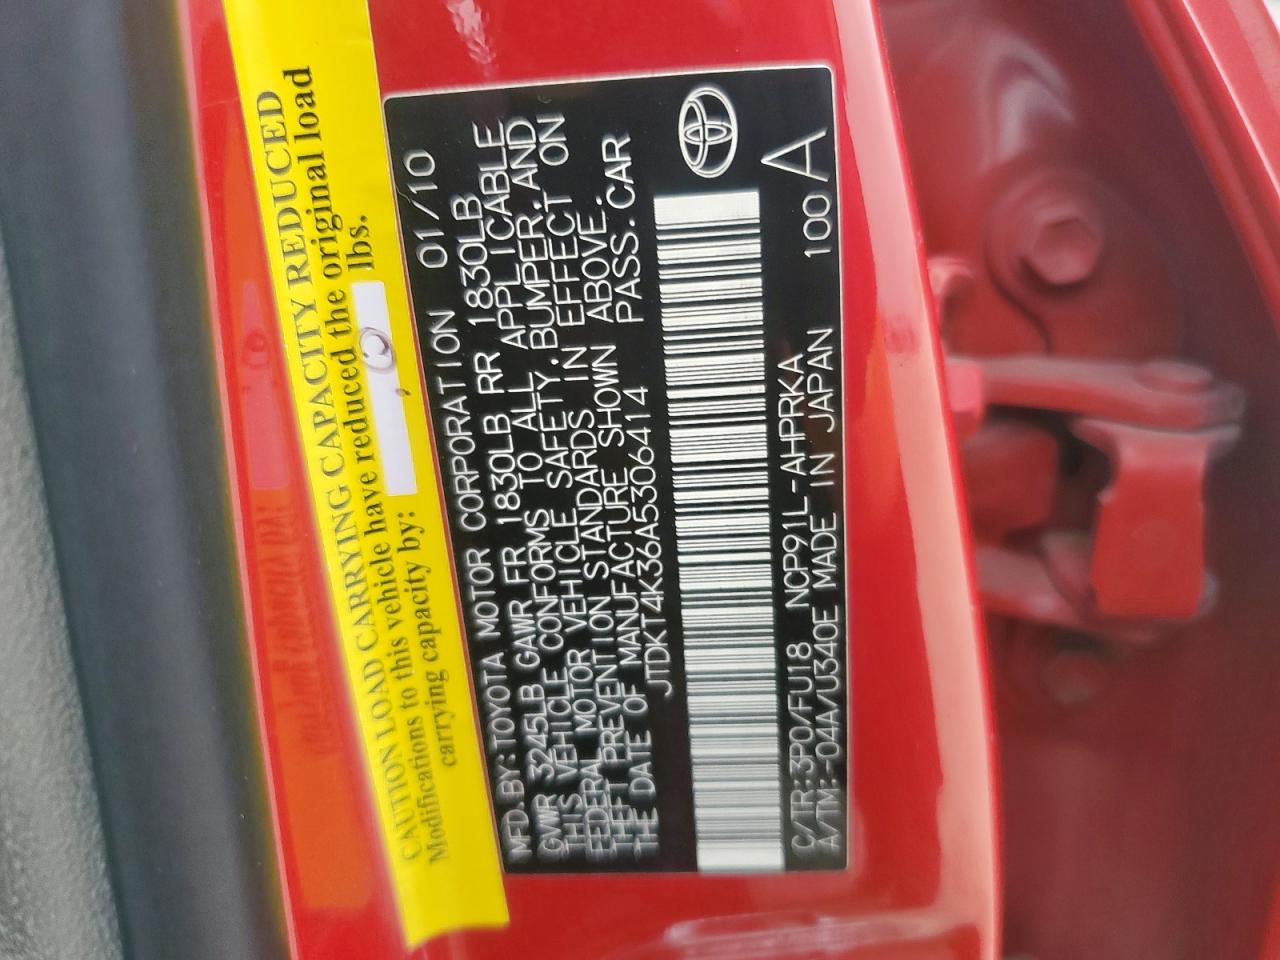 CAUTION LOAD CARRYING CAPACITY REDUCED
Modifications to this vehicle have reduced the original load
carrying capacity by: lbs.
MFD. BY: TOYOTA MOTOR CORPORATION 01/10
GVWR 3245LB GAWR FR 1830LB RR 1830LB
THIS VEHICLE CONFORMS TO ALL APPLICABLE
FEDERAL MOTOR VEHICLE SAFETY, BUMPER, AND
THEFT PREVENTION STANDARDS IN EFFECT ON
THE DATE OF MANUFACTURE SHOWN ABOVE.
JTDKT4K36A5306414 PASS. CAR
C/TR: 3P0/FU18 NCP91L-AHPRKA
A/TM: -04A/U340E MADE IN JAPAN 100 A